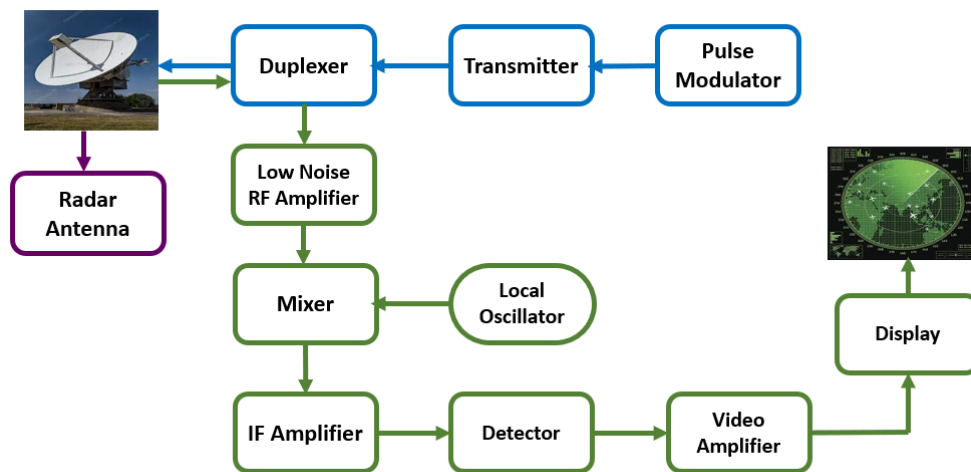 Duplexer
Transmitter
Pulse
Modulator
Low Noise
RF Amplifier
Radar
Antenna
Mixer
Local
Oscillator
Display
IF Amplifier
Detector
Video
Amplifier